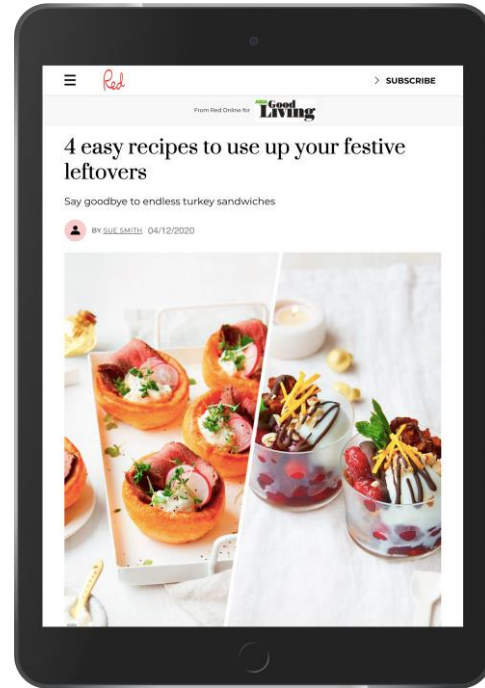 Red
> SUBSCRIBE
From Red Online for ASDA Good Living
4 easy recipes to use up your festive
leftovers
Say goodbye to endless turkey sandwiches
BY SUE SMITH 04/12/2020